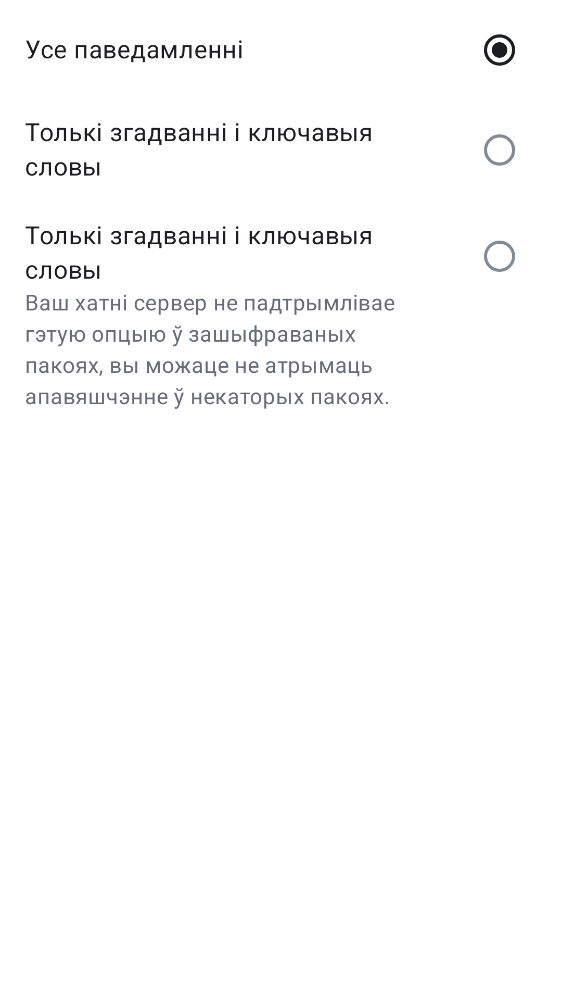 Усе паведамленні
Толькі згадванні і ключавыя
словы
Толькі згадванні і ключавыя
словы
Ваш хатні сервер не падтрымлівае
гэтую опцыю ў зашыфраваных
пакоях, вы можаце не атрымаць
апавяшчэнне ў некаторых пакоях.